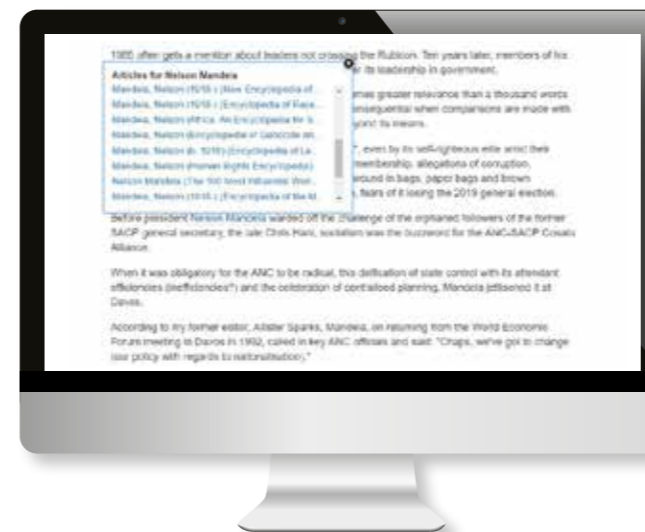 1985 often gets a mention about leaders not crossing the Rubicon. Ten years later, members of his
er its leadership in government.
Articles for Nelson Mandela
Mandela, Nelson (1918-) (New Encyclopedia of...
Mandela, Nelson (1918-) (Encyclopedia of Race...
Mandela, Nelson (Africa: An Encyclopedia for S...
Mandela, Nelson (Encyclopedia of Genocide an...
Mandela, Nelson (b. 1918) (Encyclopedia of La...
Mandela, Nelson (Human Rights Encyclopedia)
Nelson Mandela (The 100 Most Influential Worl...
Mandela, Nelson (1918-) (Encyclopedia of the M...
omes greater relevance than a thousand words
onsequential when comparisons are made with
eyond its means.
, even by its self-righteous elite amid their
membership, allegations of corruption,
around in bags, paper bags and brown
, fears of it losing the 2019 general election.
Before president Nelson Mandela warded off the challenge of the orphaned followers of the former
SACP general secretary, the late Chris Hani, socialism was the buzzword for the ANC-SACP Cosatu
Alliance.
When it was obligatory for the ANC to be radical, this deification of state control with its attendant
efficiencies (inefficiencies") and the celebration of centralised planning, Mandela jettisoned it at
Davos.
According to my former editor, Allister Sparks, Mandela, on returning from the World Economic
Forum meeting in Davos in 1992, called in key ANC officials and said: "Chaps, we've got to change
our policy with regards to nationalisation)."